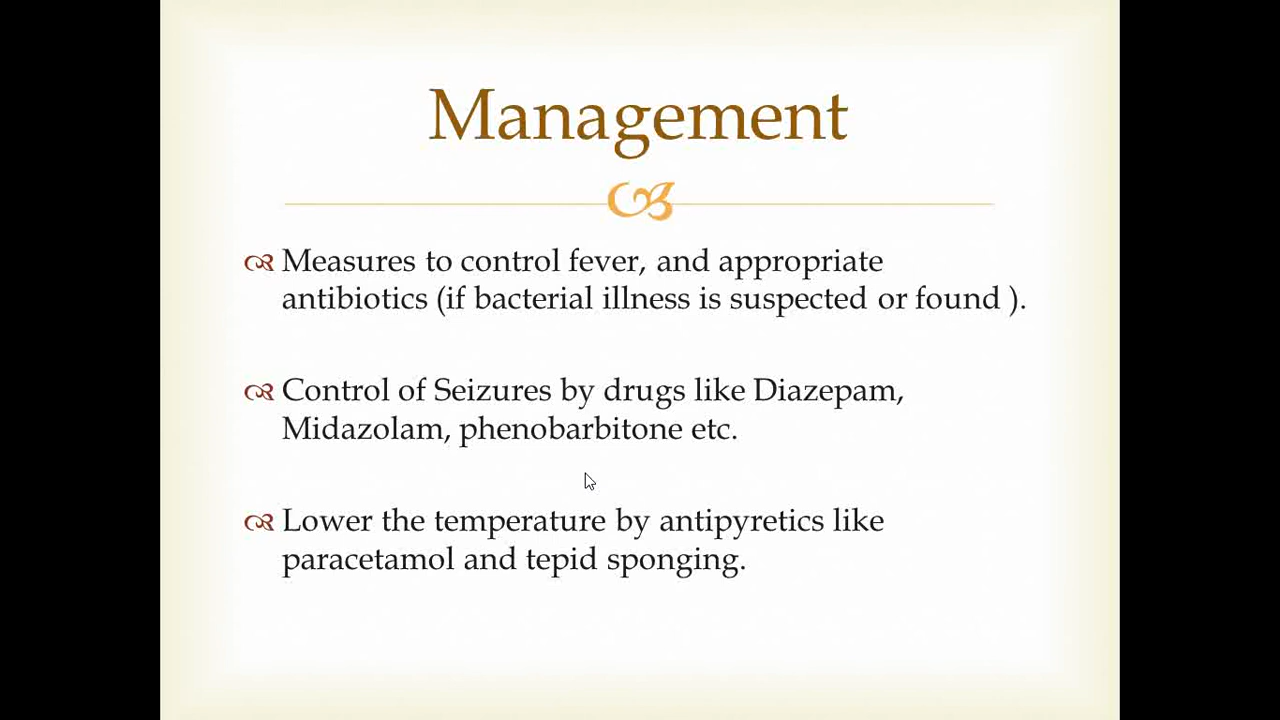 Management
Measures to control fever, and appropriate
antibiotics (if bacterial illness is suspected or found ).
Control of Seizures by drugs like Diazepam,
Midazolam, phenobarbitone etc.
Lower the temperature by antipyretics like
paracetamol and tepid sponging.